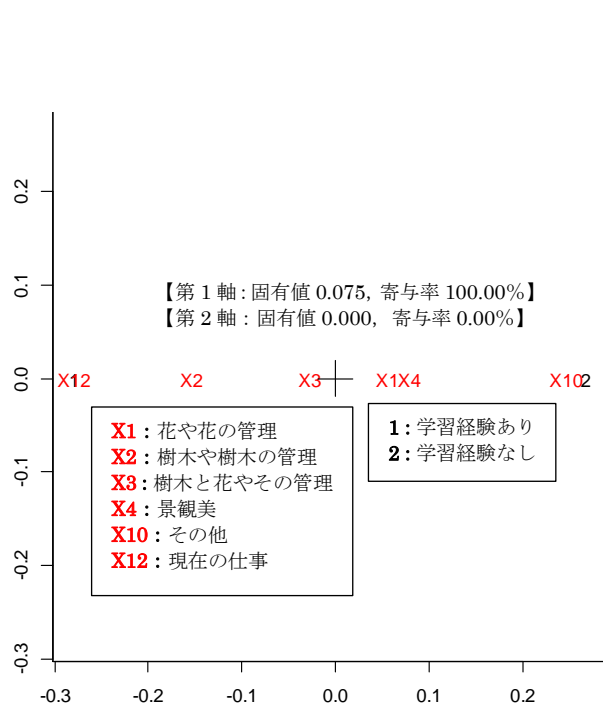 0.2
0.1
0.0
-0.1
-0.2
-0.3
【第 1 軸 : 固有値 0.075, 寄与率 100.00%】
【第 2 軸 : 固有値 0.000, 寄与率 0.00%】
X12 X2 X3 X1 X4 X10 2
X1 : 花や花の管理
X2 : 樹木や樹木の管理
X3 : 樹木と花やその管理
X4 : 景観美
X10 : その他
X12 : 現在の仕事
1 : 学習経験あり
2 : 学習経験なし
-0.3 -0.2 -0.1 0.0 0.1 0.2